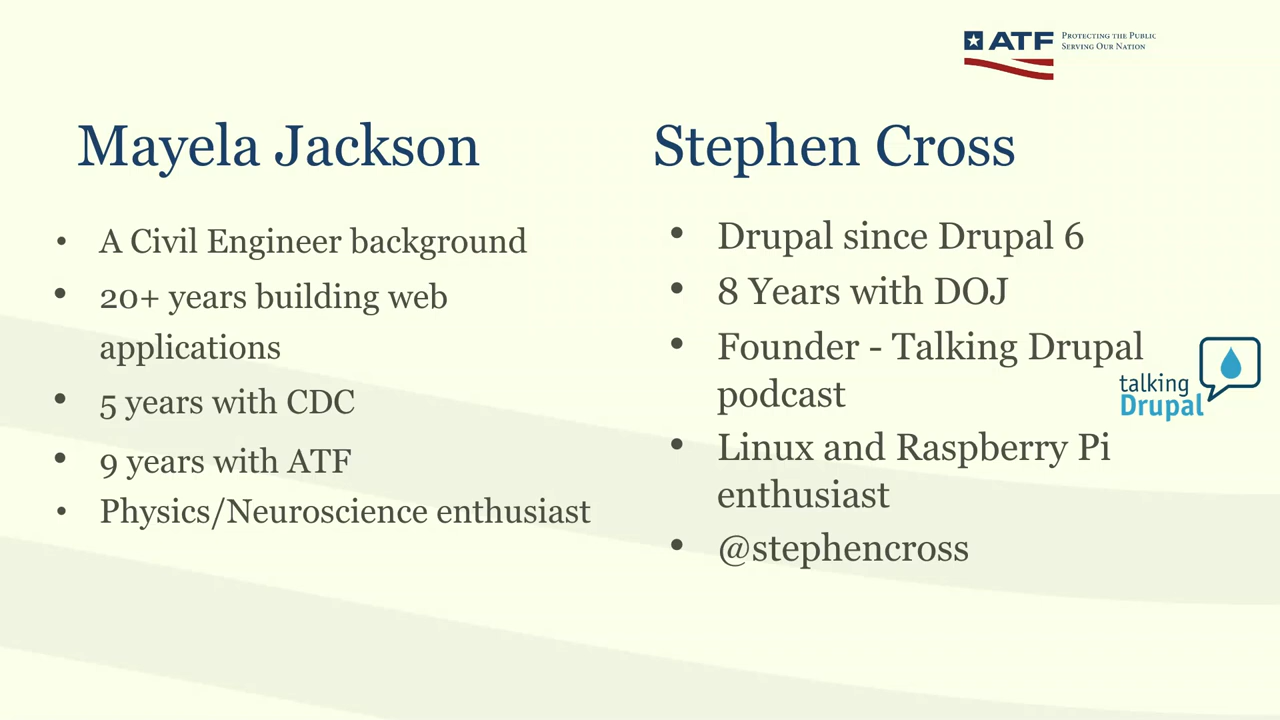 ATF
PROTECTING THE PUBLIC
SERVING OUR NATION
Mayela Jackson
• A Civil Engineer background
• 20+ years building web
applications
• 5 years with CDC
• 9 years with ATF
• Physics/Neuroscience enthusiast
Stephen Cross
• Drupal since Drupal 6
• 8 Years with DOJ
• Founder - Talking Drupal
podcast
• Linux and Raspberry Pi
enthusiast
• @stephencross
talking
Drupal